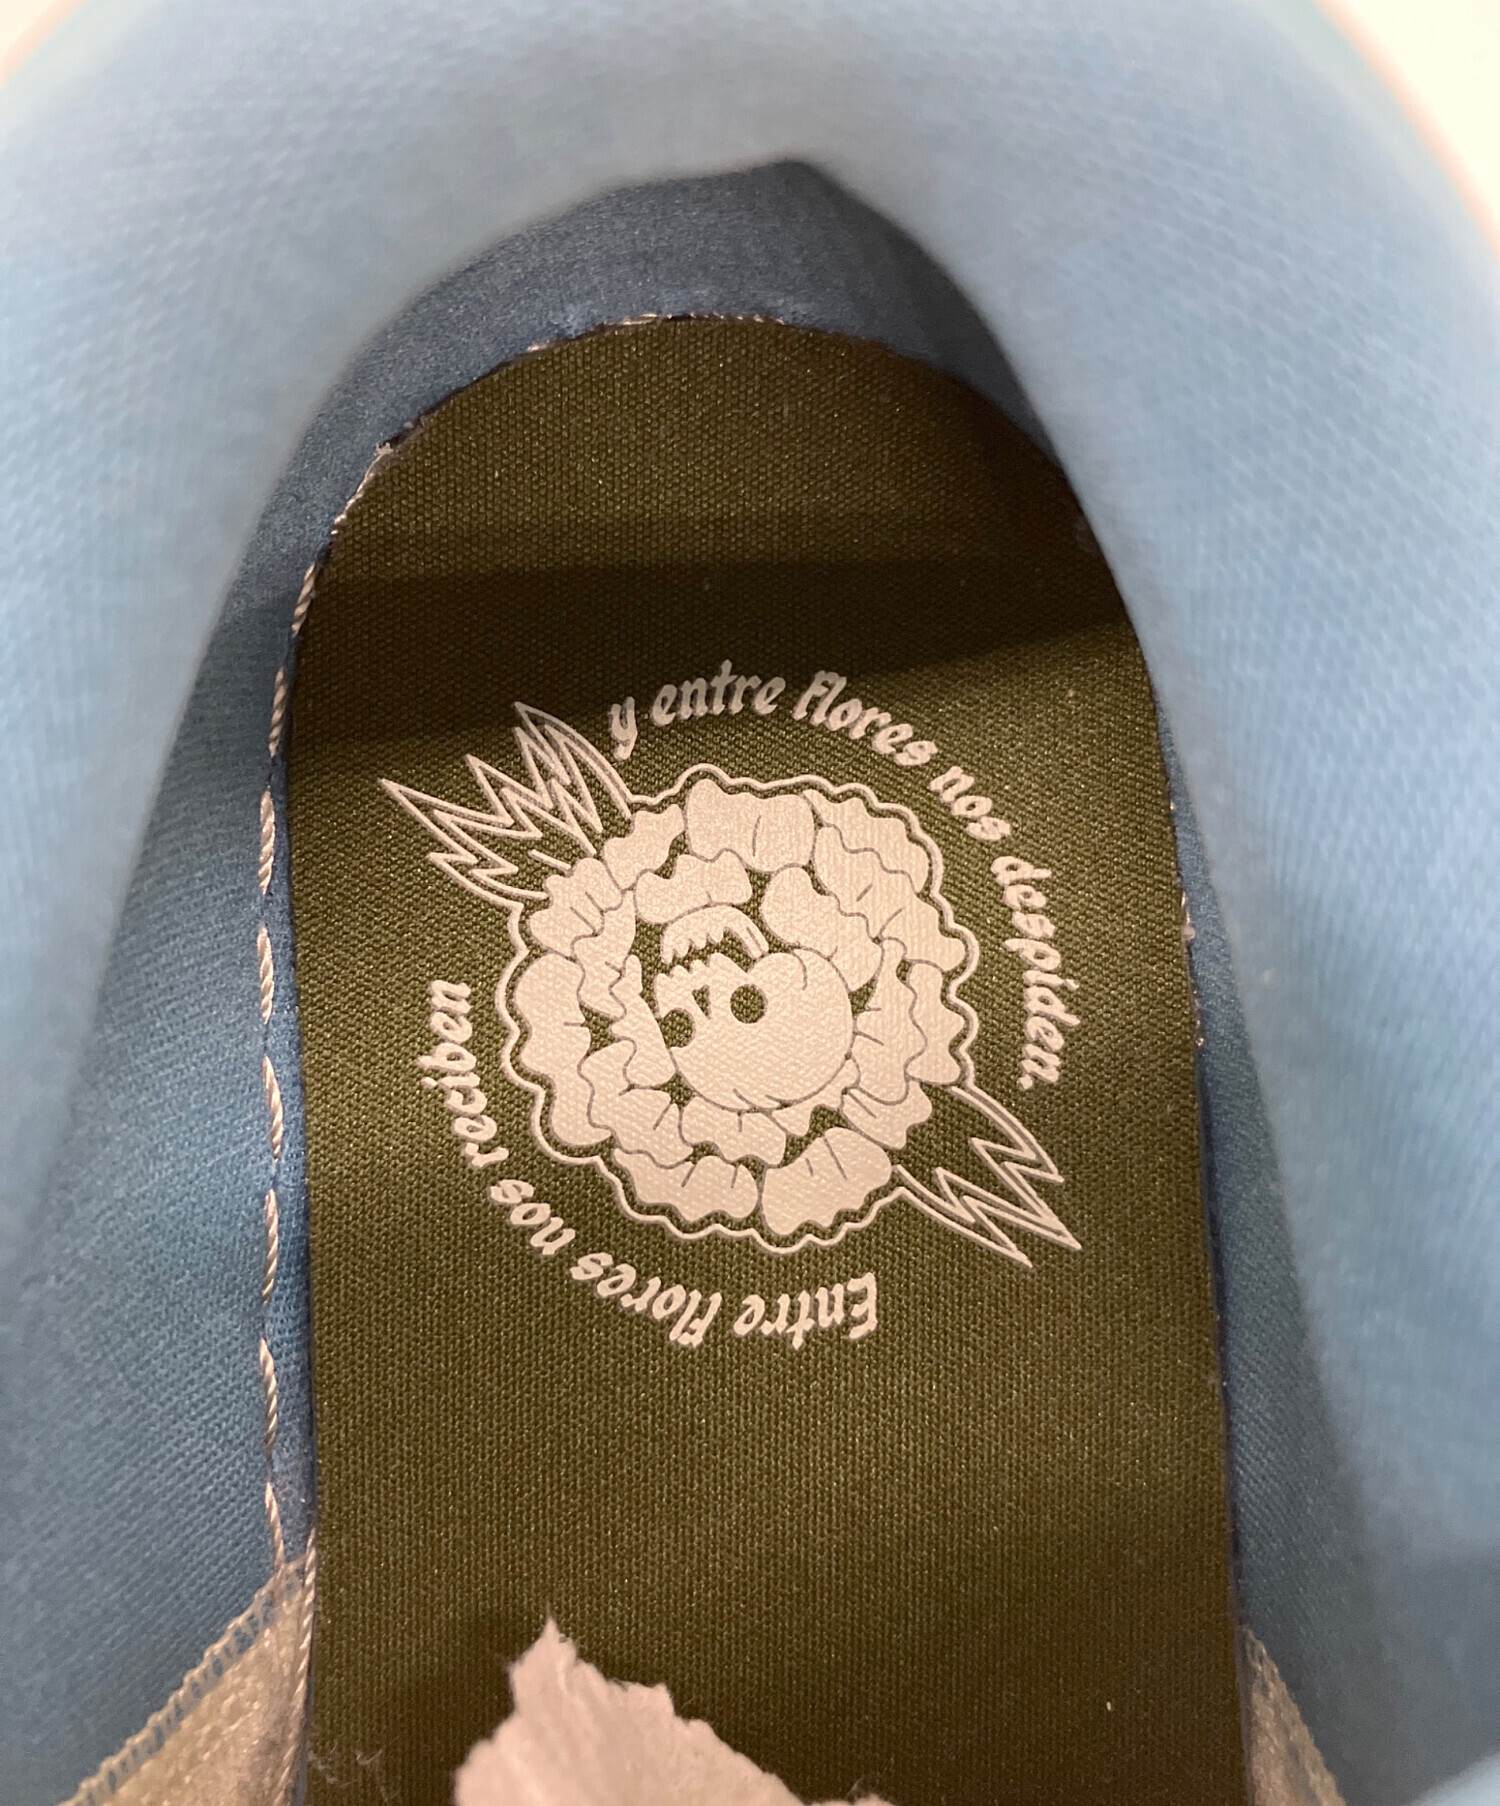 Entre flores nos reciben
y entre flores nos despiden.